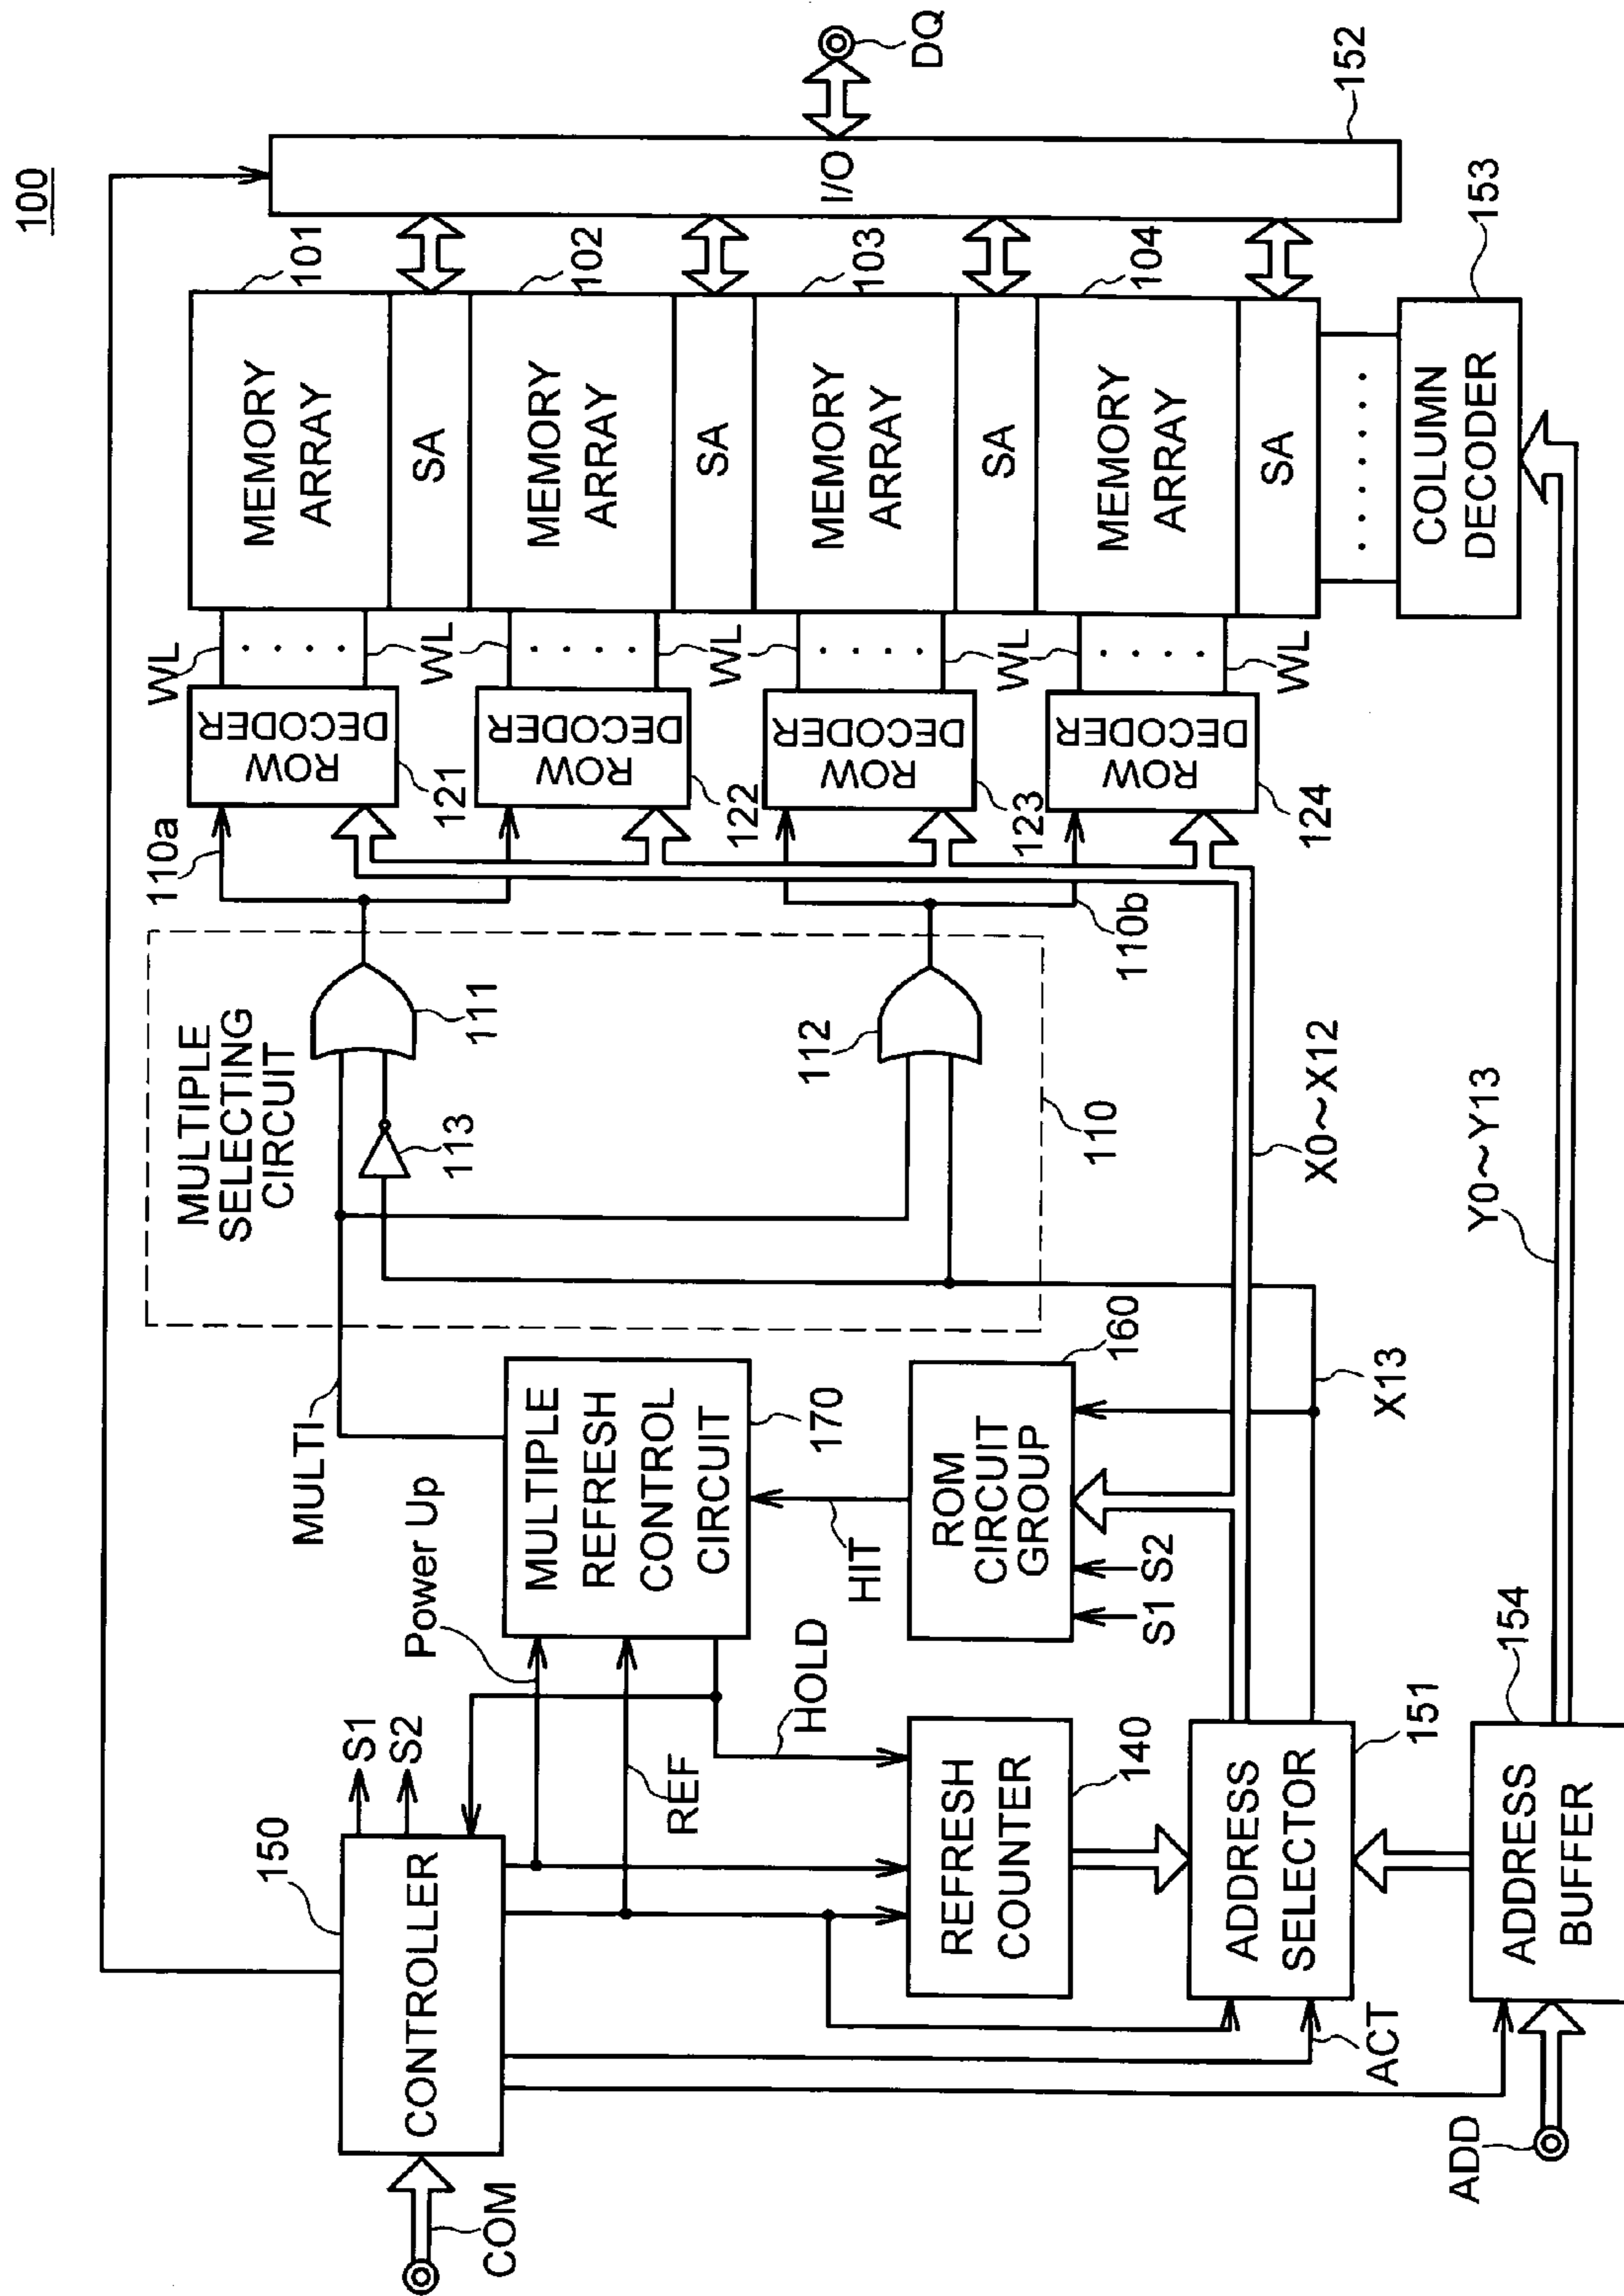 100
COM
CONTROLLER
150
S1
S2
Power Up
REF
HOLD
MULTI
MULTIPLE
REFRESH
CONTROL
CIRCUIT
170
MULTIPLE
SELECTING
CIRCUIT
111
112
113
110
110a
110b
REFRESH
COUNTER
140
HIT
ROM
CIRCUIT
GROUP
160
S1
S2
ADDRESS
SELECTOR
151
ACT
X13
X0~X12
ADD
ADDRESS
BUFFER
154
Y0~Y13
ROW
DECODER
121
ROW
DECODER
122
ROW
DECODER
123
ROW
DECODER
124
WL
WL
WL
WL
WL
MEMORY
ARRAY
101
SA
MEMORY
ARRAY
102
SA
MEMORY
ARRAY
103
SA
MEMORY
ARRAY
104
SA
COLUMN
DECODER
153
I/O
152
DQ